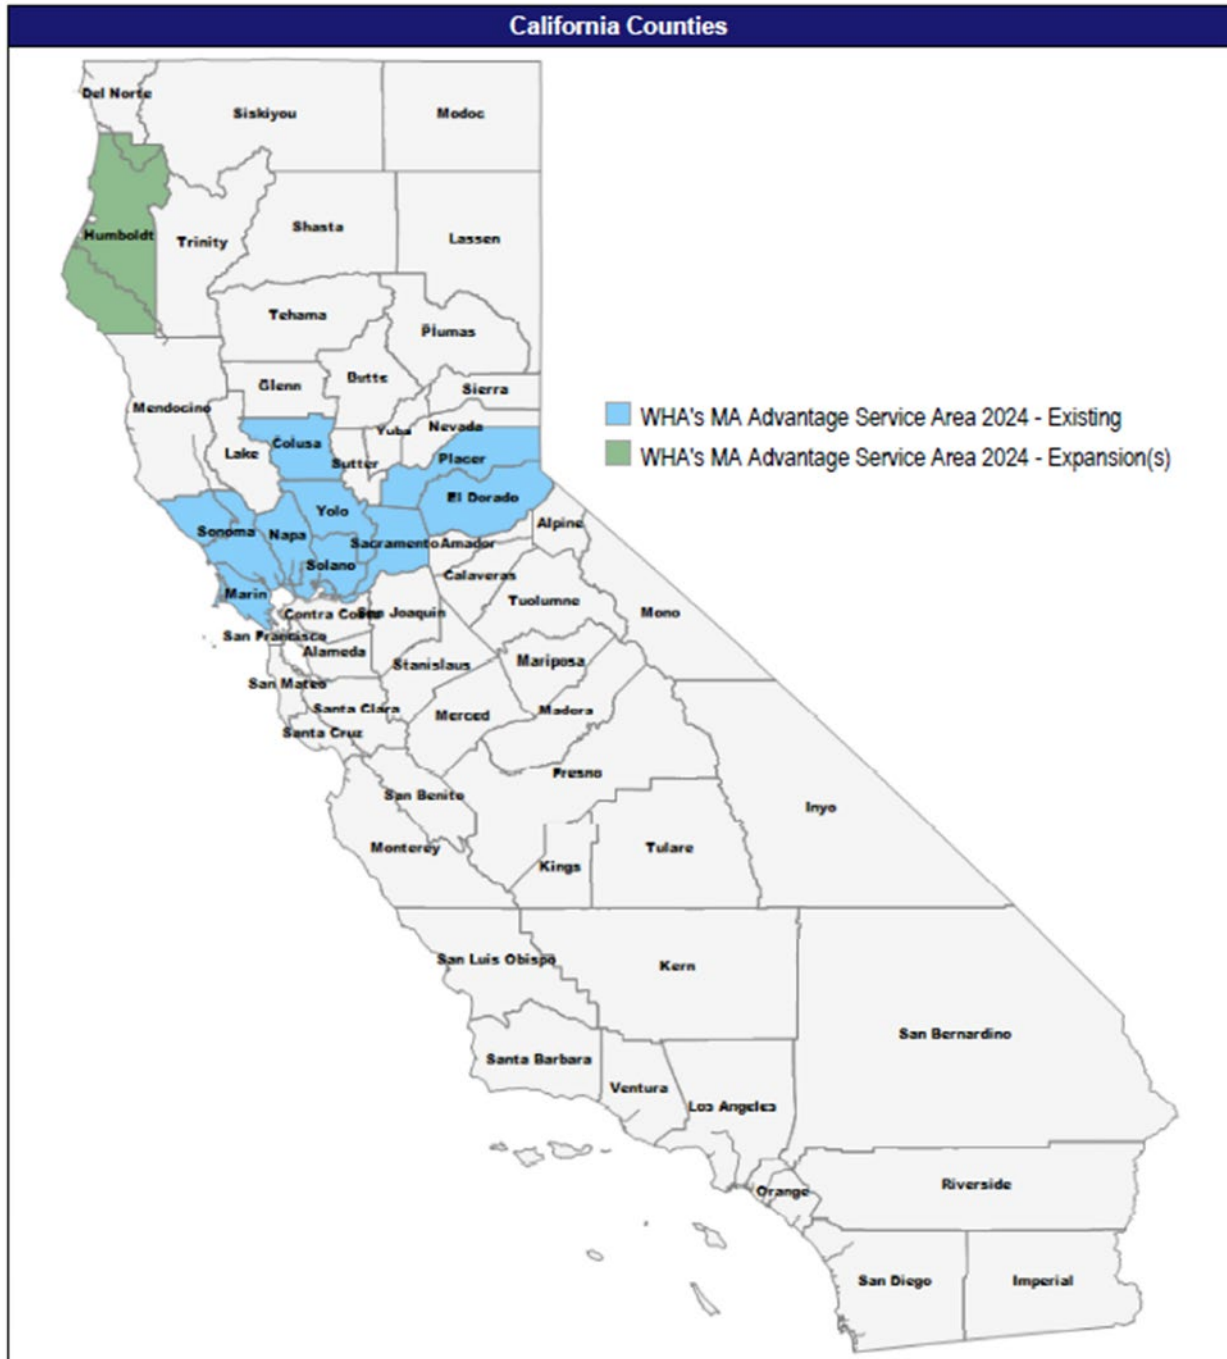 California Counties
Del Norte
Siskiyou
Modoc
Humboldt
Trinity
Shasta
Lassen
Tehama
Plumas
Glenn
Butte
Sierra
Mendocino
Lake
Colusa
Sutter
Yuba
Nevada
Placer
WHA's MA Advantage Service Area 2024 - Existing
WHA's MA Advantage Service Area 2024 - Expansion(s)
El Dorado
Yolo
Sonoma
Napa
Sacramento
Amador
Alpine
Solano
Calaveras
Marin
Contra Costa
San Joaquin
Tuolumne
Mono
San Francisco
Alameda
Stanislaus
Mariposa
San Mateo
Santa Clara
Merced
Madera
Santa Cruz
Fresno
San Benito
Inyo
Monterey
Kings
Tulare
San Luis Obispo
Kern
San Bernardino
Santa Barbara
Ventura
Los Angeles
Orange
Riverside
San Diego
Imperial